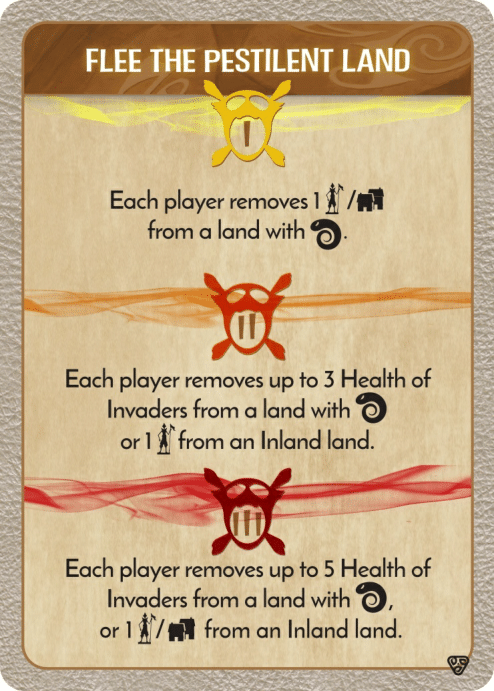 FLEE THE PESTILENT LAND
I
Each player removes 1 /
from a land with .
II
Each player removes up to 3 Health of
Invaders from a land with
or 1 from an Inland land.
III
Each player removes up to 5 Health of
Invaders from a land with ,
or 1 / from an Inland land.